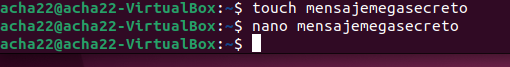 acha22@acha22-VirtualBox:~$ touch mensajemegasecreto
acha22@acha22-VirtualBox:~$ nano mensajemegasecreto
acha22@acha22-VirtualBox:~$